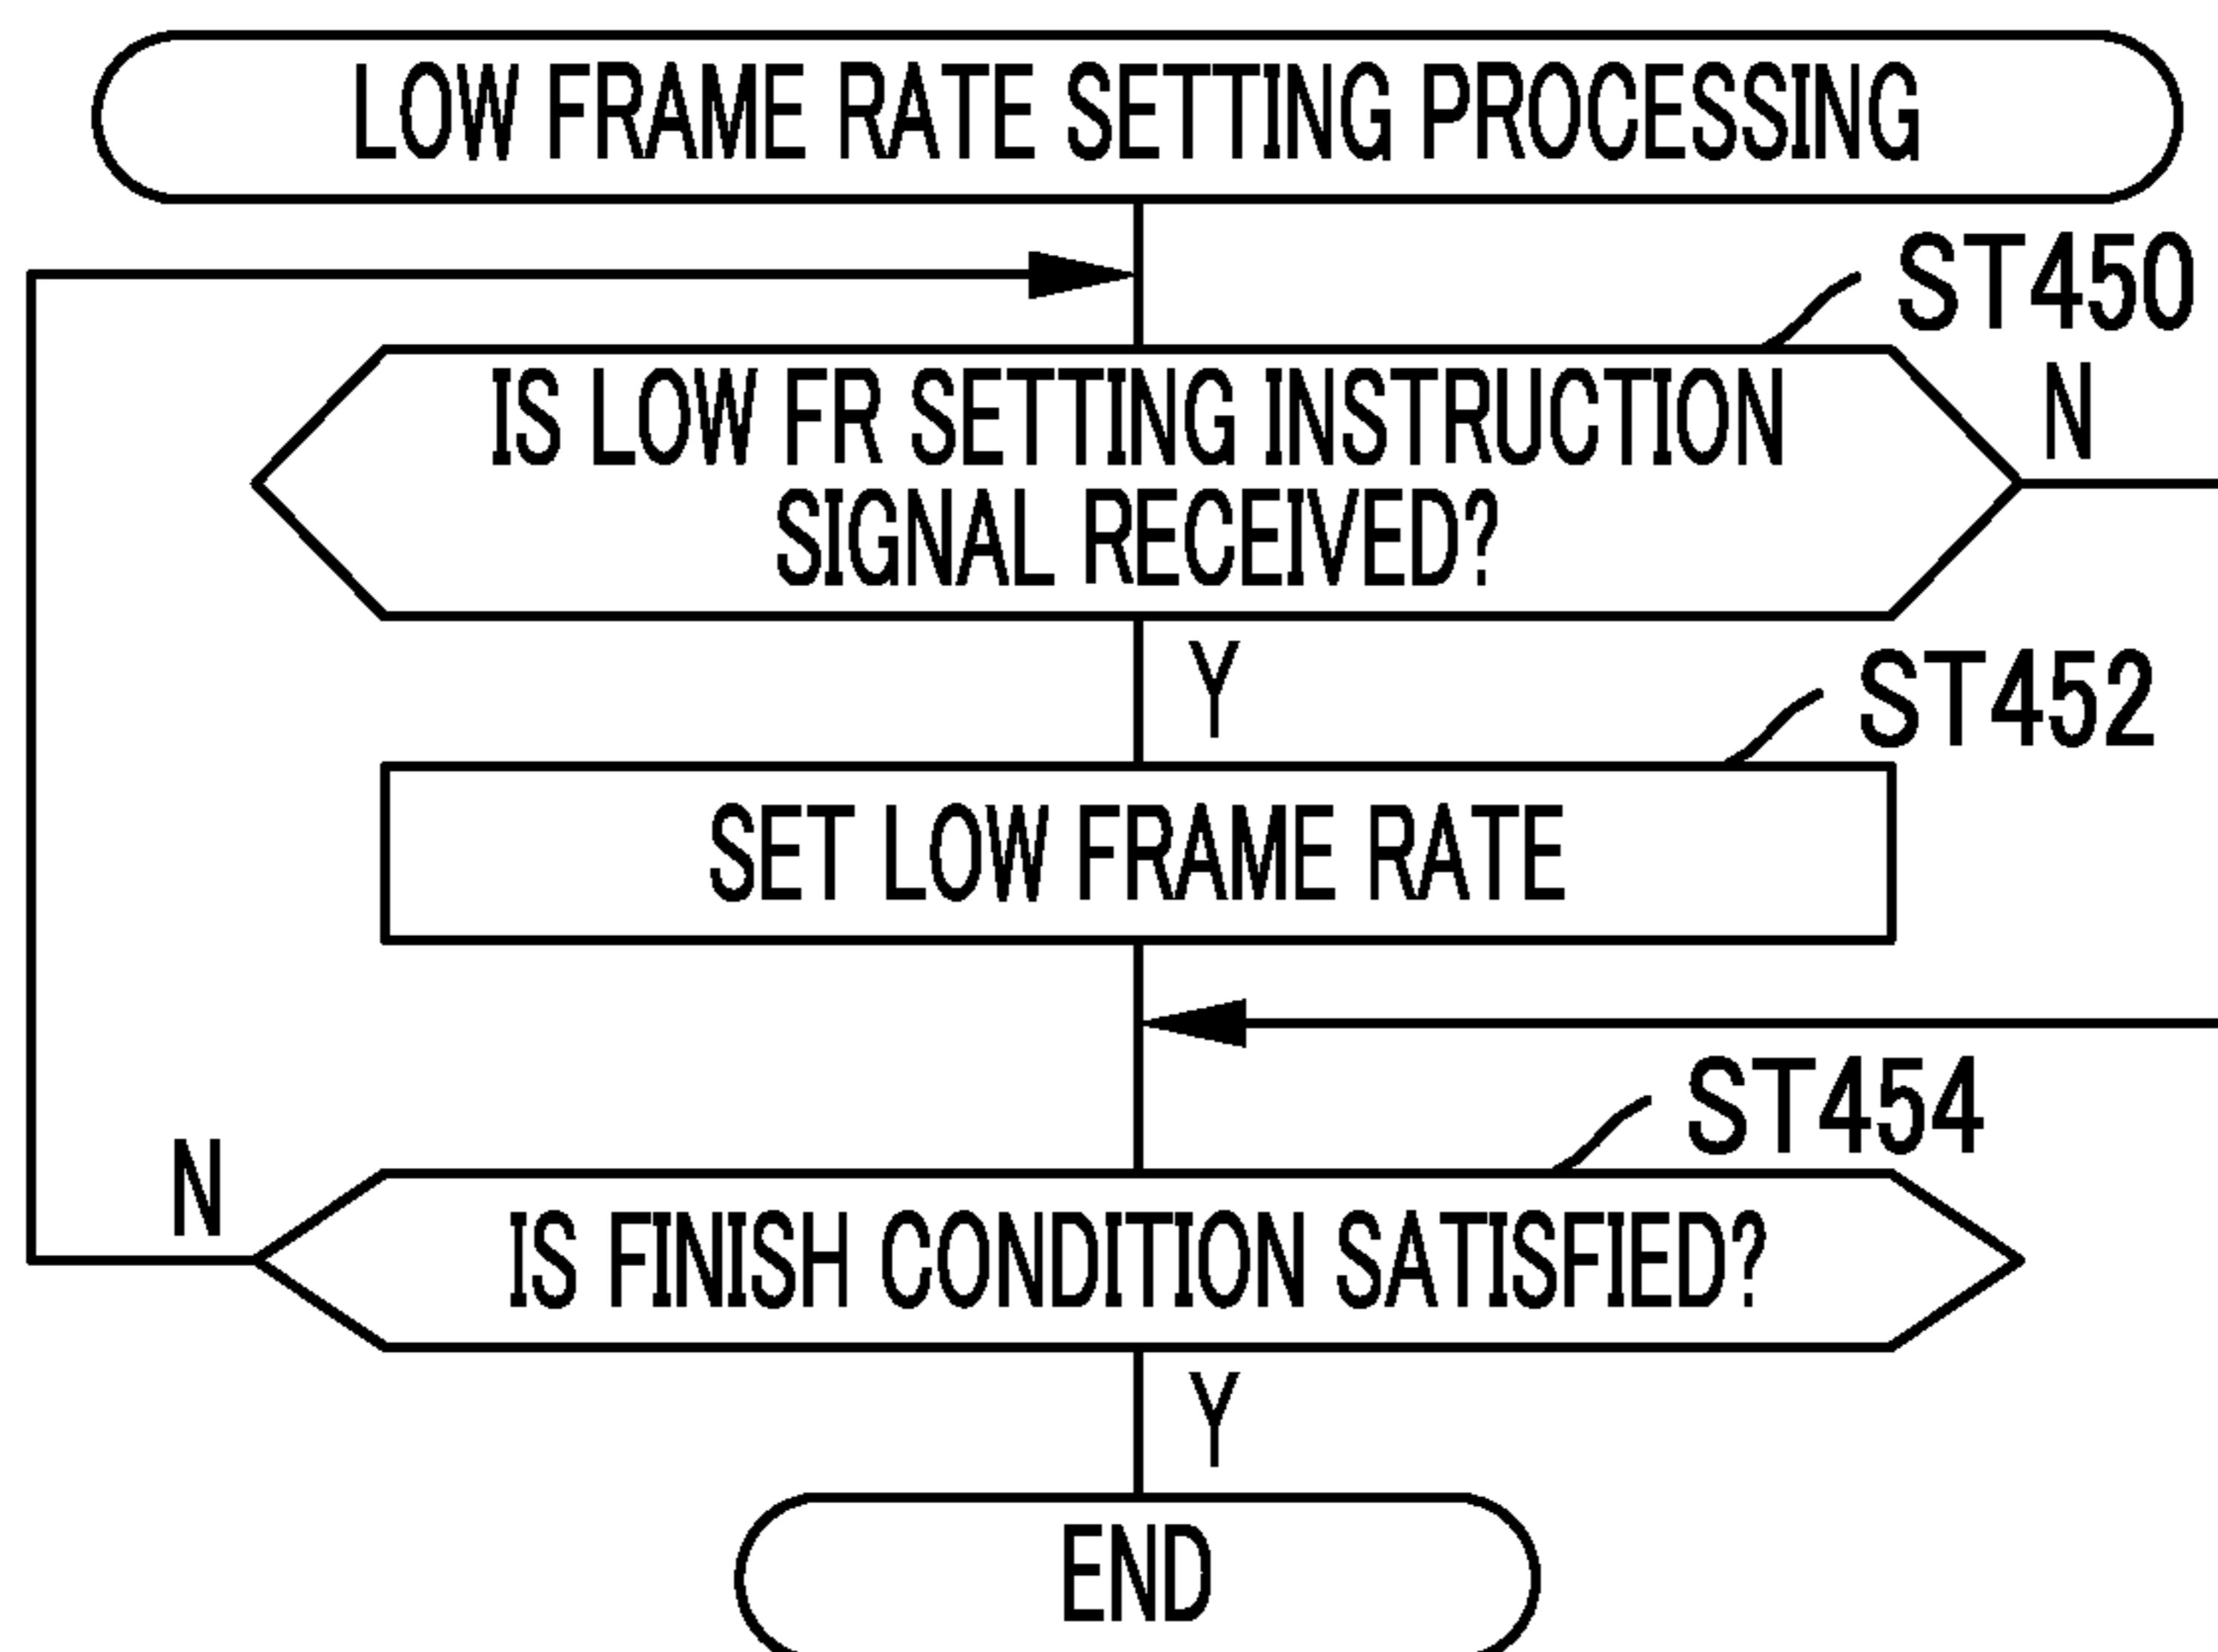 LOW FRAME RATE SETTING PROCESSING
ST450
IS LOW FR SETTING INSTRUCTION
SIGNAL RECEIVED?
N
Y
ST452
SET LOW FRAME RATE
ST454
N
IS FINISH CONDITION SATISFIED?
Y
END